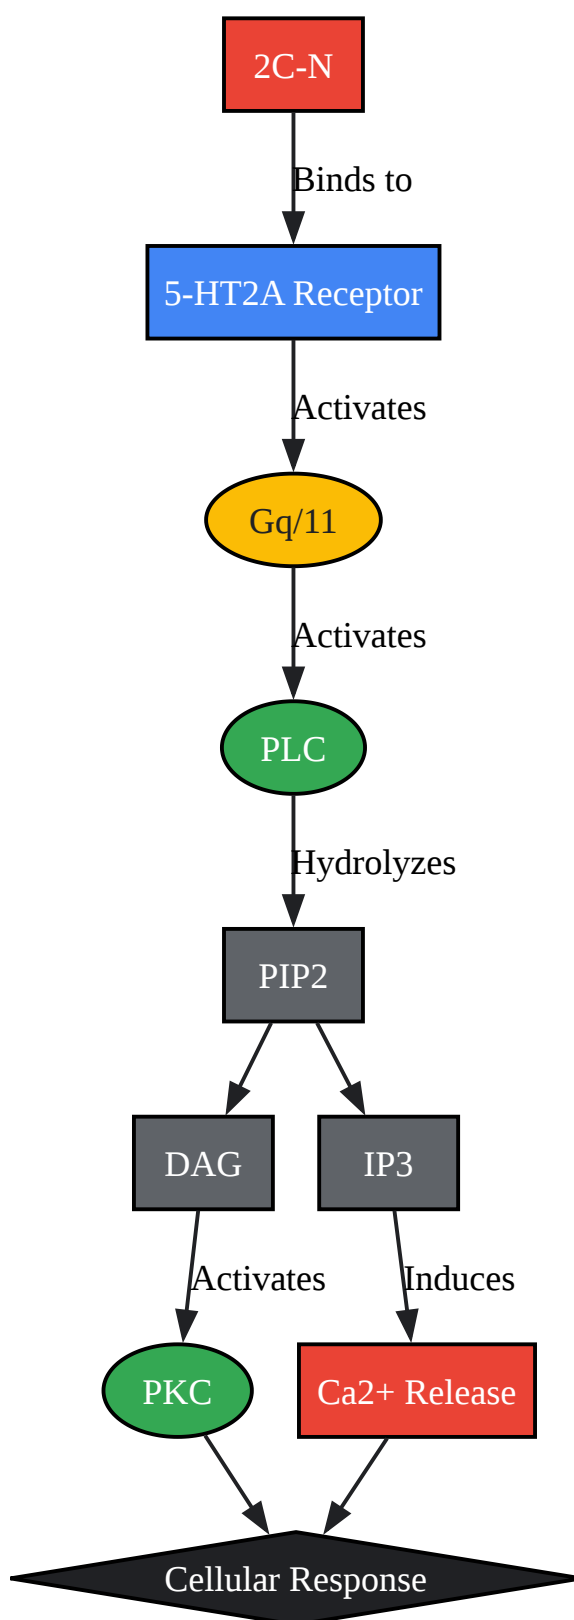 2C-N
Binds to
5-HT2A Receptor
Activates
Gq/11
Activates
PLC
Hydrolyzes
PIP2
DAG
IP3
Activates
Induces
PKC
Ca2+ Release
Cellular Response